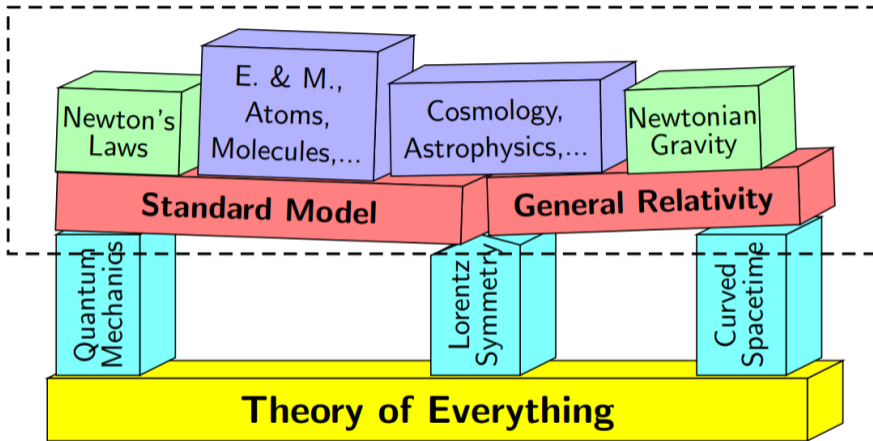 E. & M.,
Atoms,
Molecules,...
Newton's
Laws
Cosmology,
Astrophysics,...
Newtonian
Gravity
Standard Model
General Relativity
Quantum
Mechanics
Lorentz
Symmetry
Curved
Spacetime
Theory of Everything